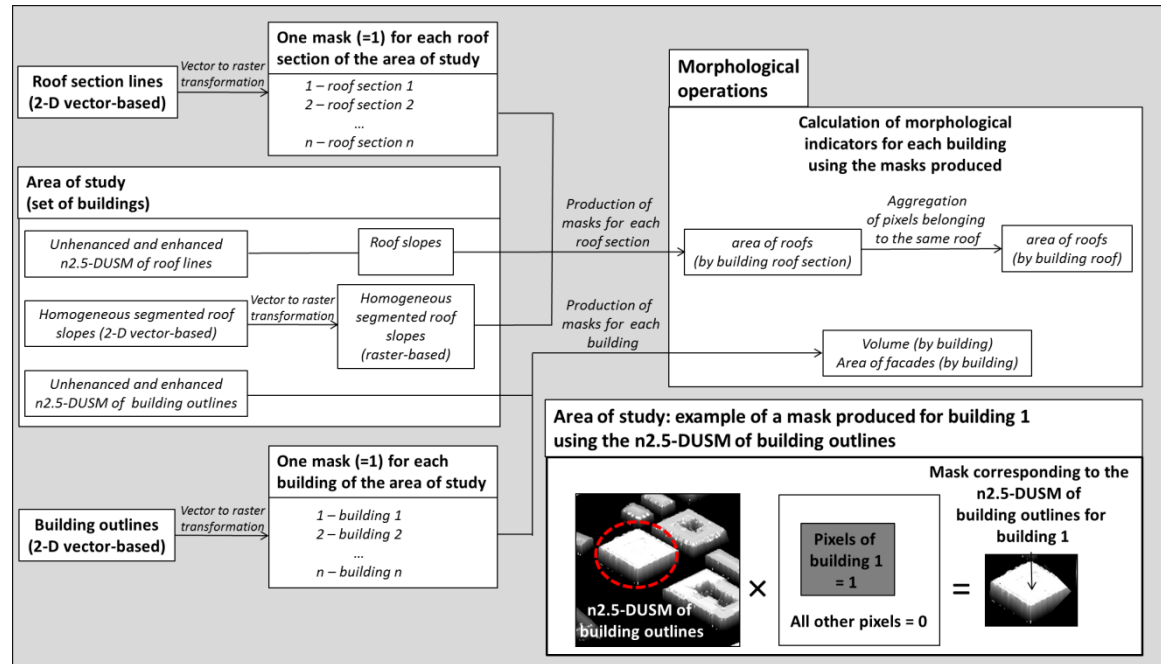 Roof section lines
(2-D vector-based)
Vector to raster
transformation
One mask (=1) for each roof
section of the area of study
1 – roof section 1
2 – roof section 2
...
n – roof section n
Area of study
(set of buildings)
Unhenanced and enhanced
n2.5-DUSM of roof lines
Roof slopes
Homogeneous segmented roof
slopes (2-D vector-based)
Vector to raster
transformation
Homogeneous
segmented roof
slopes
(raster-based)
Unhenanced and enhanced
n2.5-DUSM of building outlines
Building outlines
(2-D vector-based)
Vector to raster
transformation
One mask (=1) for each
building of the area of study
1 – building 1
2 – building 2
...
n – building n
Production of
masks for each
roof section
Production of
masks for each
building
Morphological
operations
Calculation of morphological
indicators for each building
using the masks produced
area of roofs
(by building roof section)
Aggregation
of pixels belonging
to the same roof
area of roofs
(by building roof)
Volume (by building)
Area of facades (by building)
Area of study: example of a mask produced for building 1
using the n2.5-DUSM of building outlines
n2.5-DUSM of
building outlines
×
Pixels of
building 1
= 1
All other pixels = 0
=
Mask corresponding to the
n2.5-DUSM of
building outlines for
building 1